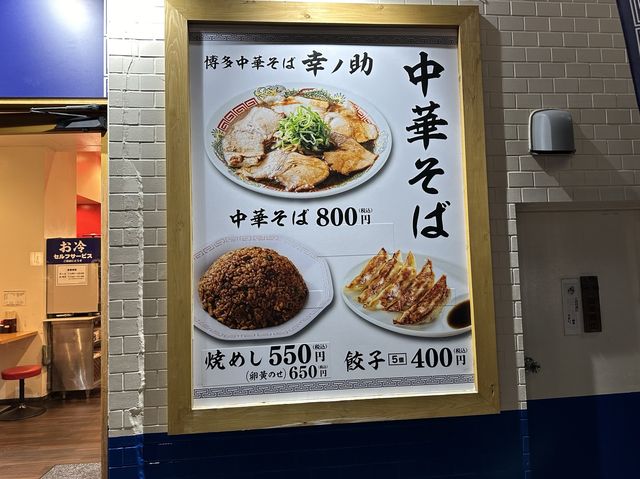 博多中華そば 幸ノ助
中華そば
中華そば 800円(税込)
焼めし 550円(税込)
(卵黄のせ) 650円(税込)
餃子 5個 400円(税込)
お冷
セルフサービス